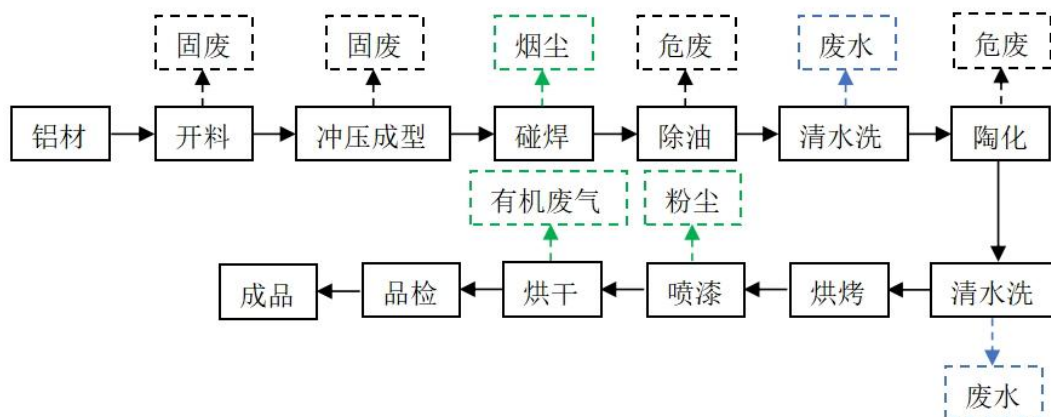 固废
固废
烟尘
危废
废水
危废
铝材
开料
冲压成型
碰焊
除油
清水洗
陶化
有机废气
粉尘
成品
品检
烘干
喷漆
烘烤
清水洗
废水